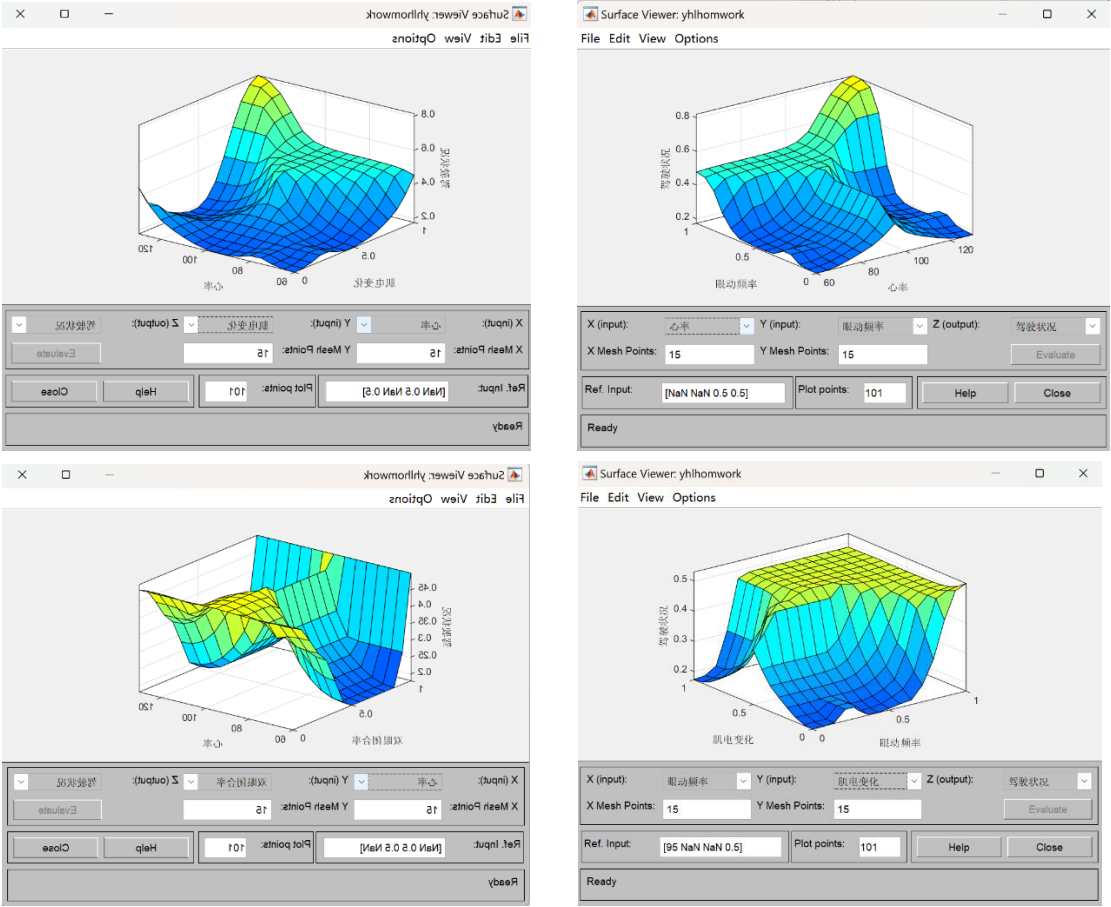 Surface Viewer: yhlhomwork
File Edit View Options
0.8
0.6
0.4
0.2
驾驶状况
1
0.5
0
肌电变化
60
80
100
120
心率
X (input): 心率 Y (input): 肌电变化 Z (output): 驾驶状况
X Mesh Points: 15 Y Mesh Points: 15 Evaluate
Ref. Input: [NaN 0.5 NaN 0.5] Plot points: 101 Help Close
Ready
Surface Viewer: yhlhomwork
File Edit View Options
0.8
0.6
0.4
0.2
驾驶状况
1
0.5
0
眼动频率
60
80
100
120
心率
X (input): 心率 Y (input): 眼动频率 Z (output): 驾驶状况
X Mesh Points: 15 Y Mesh Points: 15 Evaluate
Ref. Input: [NaN NaN 0.5 0.5] Plot points: 101 Help Close
Ready
Surface Viewer: yhlhomwork
File Edit View Options
0.45
0.4
0.35
0.3
0.25
0.2
驾驶状况
1
0.5
0
双眼闭合率
60
80
100
120
心率
X (input): 心率 Y (input): 双眼闭合率 Z (output): 驾驶状况
X Mesh Points: 15 Y Mesh Points: 15 Evaluate
Ref. Input: [NaN 0.5 0.5 NaN] Plot points: 101 Help Close
Ready
Surface Viewer: yhlhomwork
File Edit View Options
0.5
0.4
0.3
0.2
驾驶状况
1
0.5
0
肌电变化
0
0.5
1
眼动频率
X (input): 眼动频率 Y (input): 肌电变化 Z (output): 驾驶状况
X Mesh Points: 15 Y Mesh Points: 15 Evaluate
Ref. Input: [95 NaN NaN 0.5] Plot points: 101 Help Close
Ready